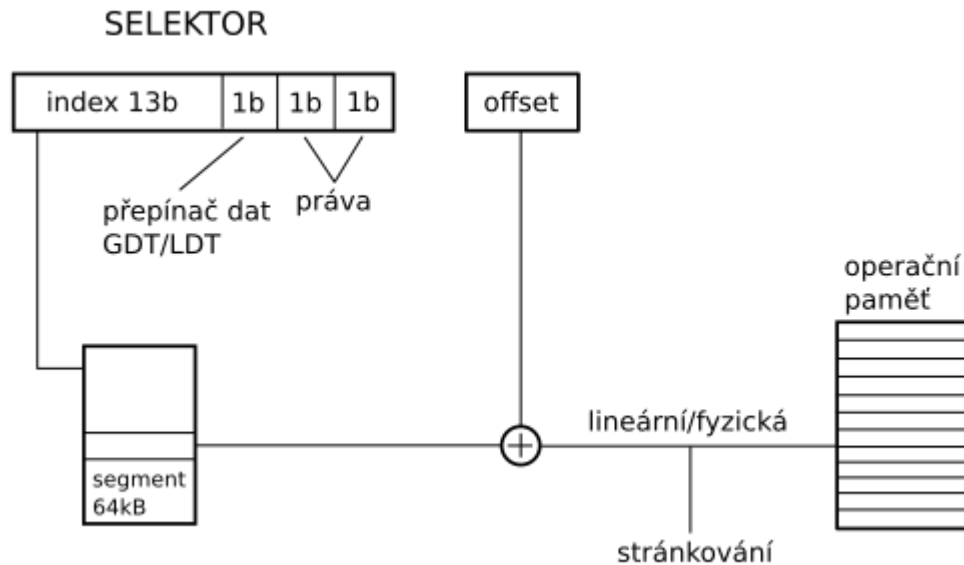 SELEKTOR
index 13b 1b 1b 1b
offset
přepínač dat
GDT/LDT
práva
operační
paměť
lineární/fyzická
segment
64kB
stránkování